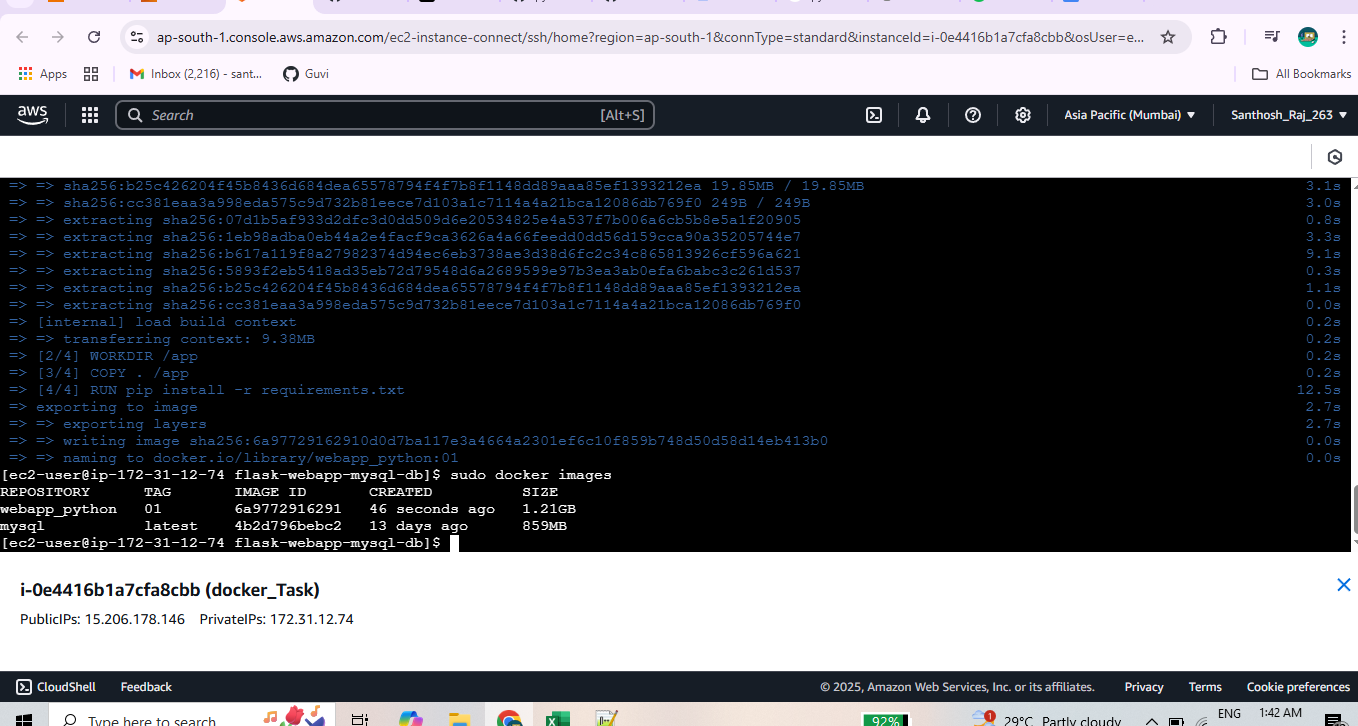 ap-south-1.console.aws.amazon.com/ec2-instance-connect/ssh/home?region=ap-south-1&connType=standard&instanceId=i-0e4416b1a7cfa8cbb&osUser=e...
Apps Inbox (2,216) - sant... Guvi All Bookmarks
aws Search [Alt+S] Asia Pacific (Mumbai) ▼ Santhosh_Raj_263 ▼
=> => sha256:b25c426204f45b8436d684dea65578794f4f7b8f1148dd89aaa85ef1393212ea 19.85MB / 19.85MB 3.1s
=> => sha256:cc381eaa3a998eda575c9d732b81eece7d103a1c7114a4a21bca12086db769f0 249B / 249B 3.0s
=> => extracting sha256:07d1b5af933d2dfc3d0dd509d6e20534825e4a537f7b006a6cb5b8e5a1f20905 0.8s
=> => extracting sha256:1eb98adba0eb44a2e4facf9ca3626a4a66feedd0dd56d159cca90a35205744e7 3.3s
=> => extracting sha256:b617a119f8a27982374d94ec6eb3738ae3d38d6fc2c34c865813926cf596a621 9.1s
=> => extracting sha256:5893f2eb5418ad35eb72d79548d6a2689599e97b3ea3ab0efa6babc3c261d537 0.3s
=> => extracting sha256:b25c426204f45b8436d684dea65578794f4f7b8f1148dd89aaa85ef1393212ea 1.1s
=> => extracting sha256:cc381eaa3a998eda575c9d732b81eece7d103a1c7114a4a21bca12086db769f0 0.0s
=> [internal] load build context 0.2s
=> => transferring context: 9.38MB 0.2s
=> [2/4] WORKDIR /app 0.2s
=> [3/4] COPY . /app 0.2s
=> [4/4] RUN pip install -r requirements.txt 12.5s
=> exporting to image 2.7s
=> => exporting layers 2.7s
=> => writing image sha256:6a97729162910d0d7ba117e3a4664a2301ef6c10f859b748d50d58d14eb413b0 0.0s
=> => naming to docker.io/library/webapp_python:01 0.0s
[ec2-user@ip-172-31-12-74 flask-webapp-mysql-db]$ sudo docker images
REPOSITORY TAG IMAGE ID CREATED SIZE
webapp_python 01 6a9772916291 46 seconds ago 1.21GB
mysql latest 4b2d796bebc2 13 days ago 859MB
[ec2-user@ip-172-31-12-74 flask-webapp-mysql-db]$
i-0e4416b1a7cfa8cbb (docker_Task)
PublicIPs: 15.206.178.146 PrivateIPs: 172.31.12.74
CloudShell Feedback © 2025, Amazon Web Services, Inc. or its affiliates. Privacy Terms Cookie preferences
Type here to search 92% 1 29°C Partly cloudy ENG 1:42 AM